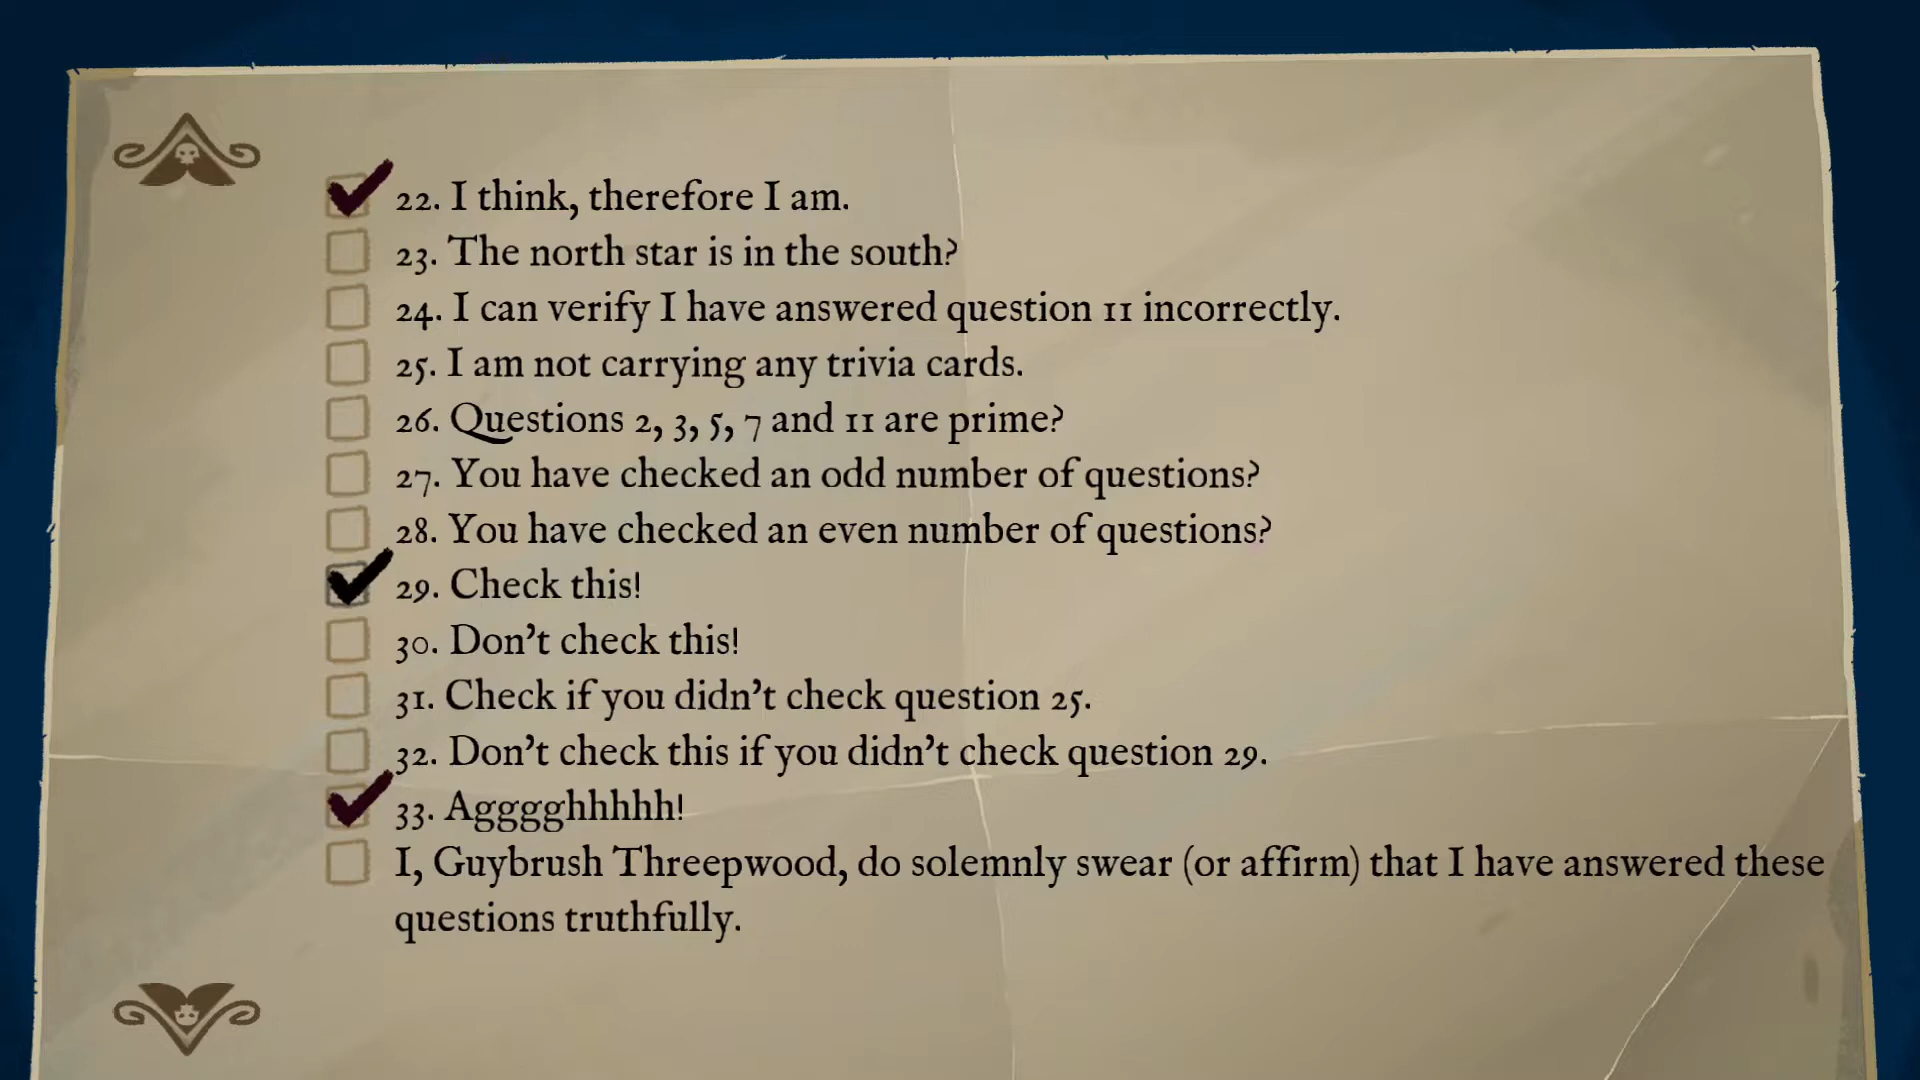 22. I think, therefore I am.
23. The north star is in the south?
24. I can verify I have answered question 11 incorrectly.
25. I am not carrying any trivia cards.
26. Questions 2, 3, 5, 7 and 11 are prime?
27. You have checked an odd number of questions?
28. You have checked an even number of questions?
29. Check this!
30. Don't check this!
31. Check if you didn't check question 25.
32. Don't check this if you didn't check question 29.
33. Agggghhhhh!
I, Guybrush Threepwood, do solemnly swear (or affirm) that I have answered these
questions truthfully.